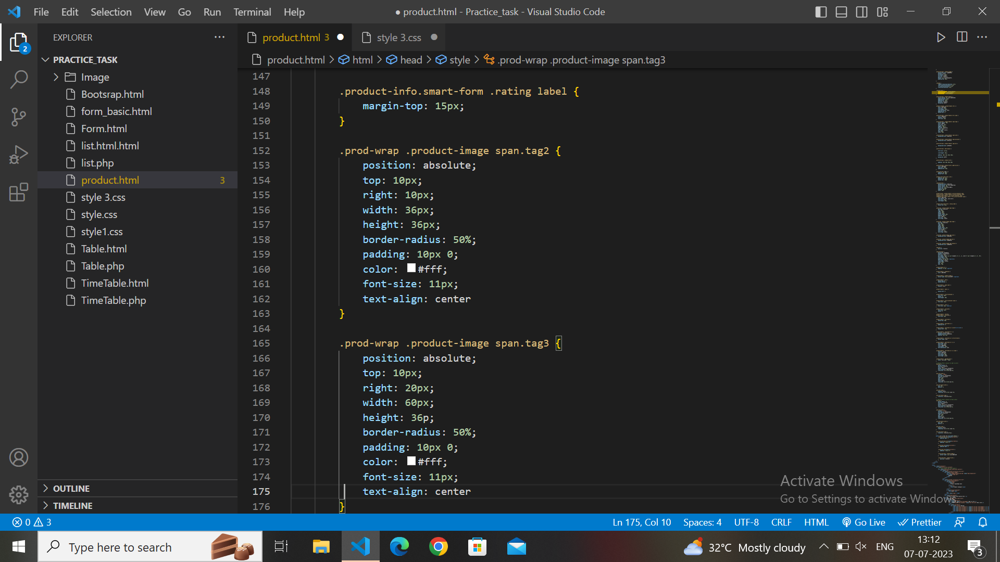 File Edit Selection View Go Run Terminal Help
● product.html - Practice_task - Visual Studio Code
EXPLORER
product.html 3
style 3.css
2
product.html > html > head > style > .prod-wrap .product-image span.tag3
PRACTICE_TASK
Image
Bootsrap.html
form_basic.html
Form.html
list.html.html
list.php
product.html 3
style 3.css
style.css
style1.css
Table.html
Table.php
TimeTable.html
TimeTable.php
OUTLINE
TIMELINE
147
148 .product-info.smart-form .rating label {
149 margin-top: 15px;
150 }
151
152 .prod-wrap .product-image span.tag2 {
153 position: absolute;
154 top: 10px;
155 right: 10px;
156 width: 36px;
157 height: 36px;
158 border-radius: 50%;
159 padding: 10px 0;
160 color: #fff;
161 font-size: 11px;
162 text-align: center
163 }
164
165 .prod-wrap .product-image span.tag3 {
166 position: absolute;
167 top: 10px;
168 right: 20px;
169 width: 60px;
170 height: 36p;
171 border-radius: 50%;
172 padding: 10px 0;
173 color: #fff;
174 font-size: 11px;
175 text-align: center
176 }
Activate Windows
Go to Settings to activate Windows
0 3
Ln 175, Col 10 Spaces: 4 UTF-8 CRLF HTML Go Live Prettier
Type here to search
32°C Mostly cloudy
ENG
13:12
07-07-2023
3